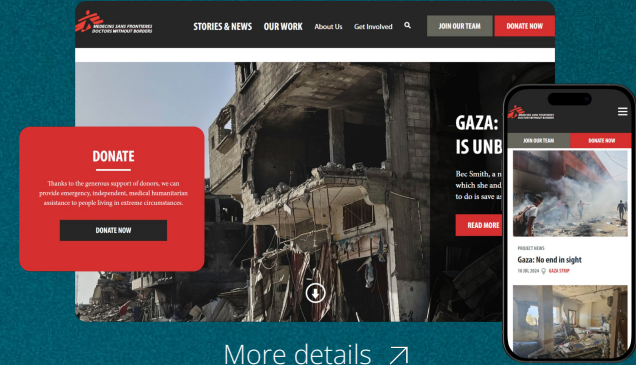 MEDECINS SANS FRONTIERES
DOCTORS WITHOUT BORDERS
STORIES & NEWS OUR WORK About Us Get Involved JOIN OUR TEAM DONATE NOW
GAZA:
IS UNB
Bec Smith, a n
which she and
to do is save a
READ MORE
DONATE
Thanks to the generous support of donors, we can
provide emergency, independent, medical humanitarian
assistance to people living in extreme circumstances.
DONATE NOW
JOIN OUR TEAM DONATE NOW
PROJECT NEWS
Gaza: No end in sight
10 JUL 2024 GAZA STRIP
More details